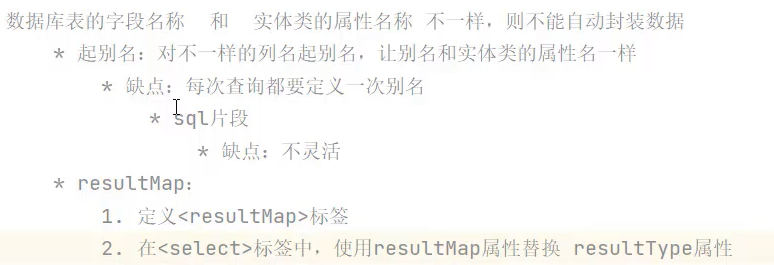 数据库表的字段名称  和  实体类的属性名称 不一样，则不能自动封装数据
* 起别名：对不一样的列名起别名，让别名和实体类的属性名一样
* 缺点：每次查询都要定义一次别名
* sql片段
* 缺点：不灵活
* resultMap：
1. 定义<resultMap>标签
2. 在<select>标签中，使用resultMap属性替换 resultType属性